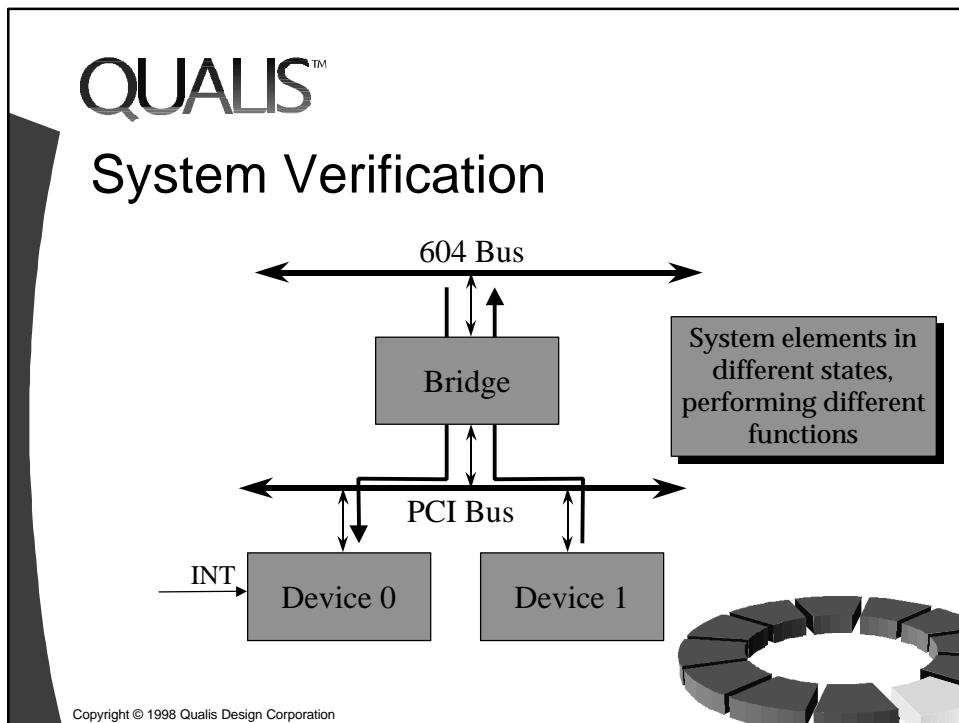 QUALIS™
System Verification
604 Bus
Bridge
System elements in
different states,
performing different
functions
PCI Bus
INT
Device 0
Device 1
Copyright © 1998 Qualis Design Corporation